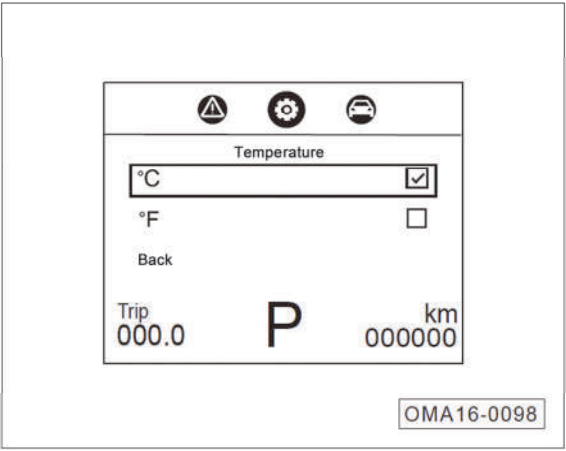 Temperature
°C
°F
Back
Trip
000.0
P
km
000000
OMA16-0098